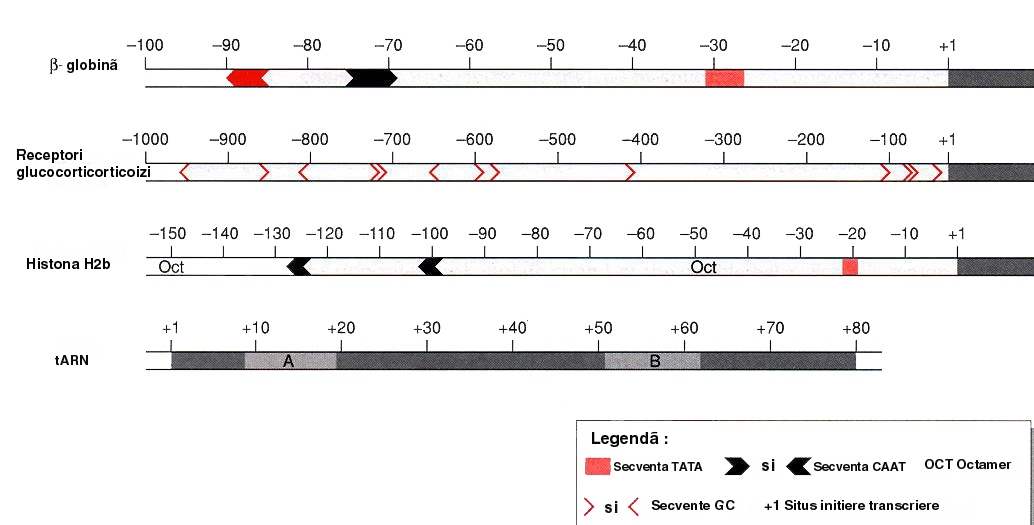 −100 −90 −80 −70 −60 −50 −40 −30 −20 −10 +1
β- globinã
−1000 −900 −800 −700 −600 −500 −400 −300 −200 −100 +1
Receptori
glucocorticorticoizi
−150 −140 −130 −120 −110 −100 −90 −80 −70 −60 −50 −40 −30 −20 −10 +1
Histona H2b Oct Oct
+1 +10 +20 +30 +40 +50 +60 +70 +80
tARN A B
Legendã :
Secventa TATA si Secventa CAAT OCT Octamer
si Secvente GC +1 Situs initiere transcriere